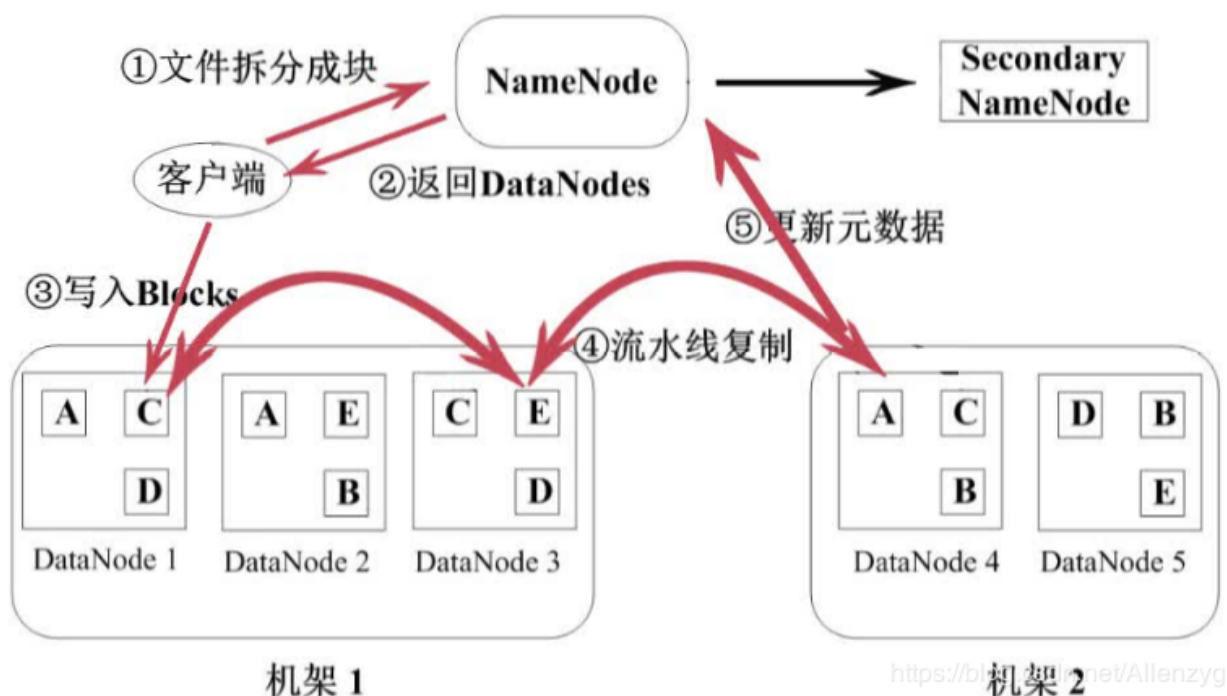 ①文件拆分成块
NameNode
Secondary
NameNode
客户端
②返回DataNodes
⑤更新元数据
③写入Blocks
④流水线复制
A C
D
A E
B
C E
D
A C
B
D B
E
DataNode 1
DataNode 2
DataNode 3
DataNode 4
DataNode 5
机架 1
机架 2